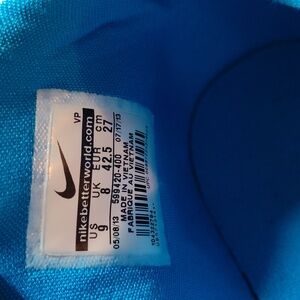 VP
nikebetterworld.com
US UK EUR cm
9 8 42.5 27
05/08/13 07/17/13
599420-400
MADE IN VIETNAM
FABRIQUE AU VIETNAM